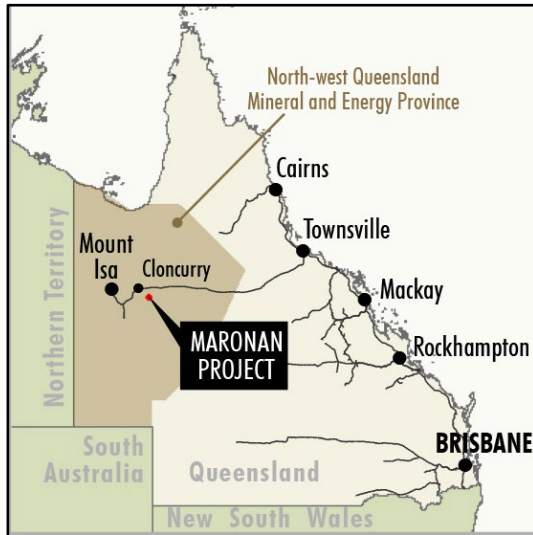 North-west Queensland
Mineral and Energy Province
Cairns
Townsville
Northern Territory
Mount
Isa
Cloncurry
Mackay
MARONAN
PROJECT
Rockhampton
BRISBANE
South
Australia
Queensland
New South Wales